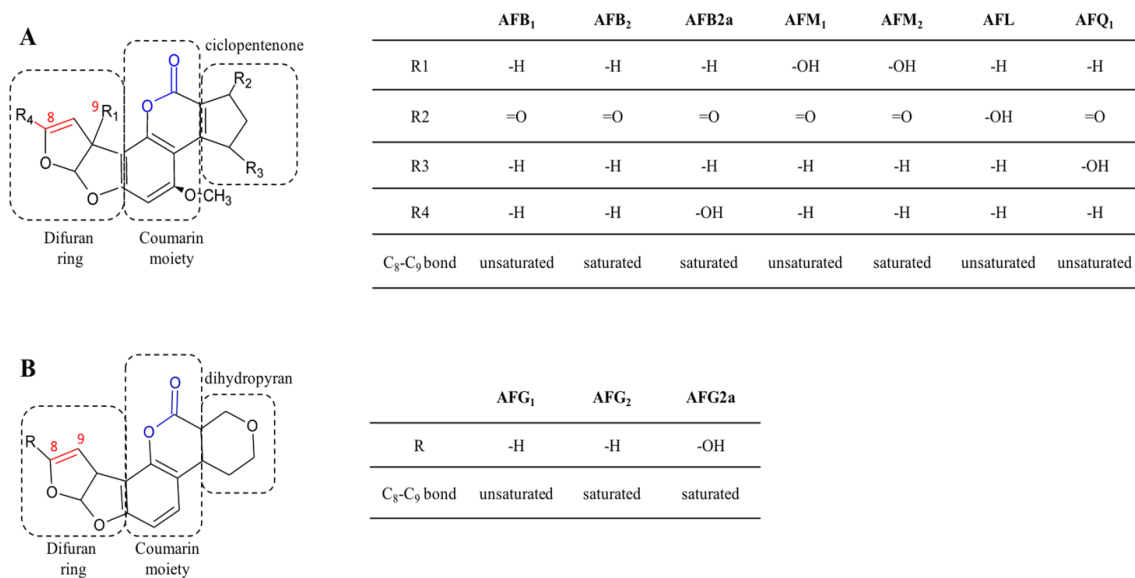 A
ciclopentenone
O
R2
9
R4 8 R1
O
O
R3
O
O-CH3
Difuran
ring
Coumarin
moiety
AFB1 AFB2 AFB2a AFM1 AFM2 AFL AFQ1
R1 -H -H -H -OH -OH -H -H
R2 =O =O =O =O =O -OH =O
R3 -H -H -H -H -H -H -OH
R4 -H -H -OH -H -H -H -H
C8-C9 bond unsaturated saturated saturated unsaturated saturated unsaturated unsaturated
B
dihydropyran
O
O
R 8 9
O
O
O
Difuran
ring
Coumarin
moiety
AFG1 AFG2 AFG2a
R -H -H -OH
C8-C9 bond unsaturated saturated saturated